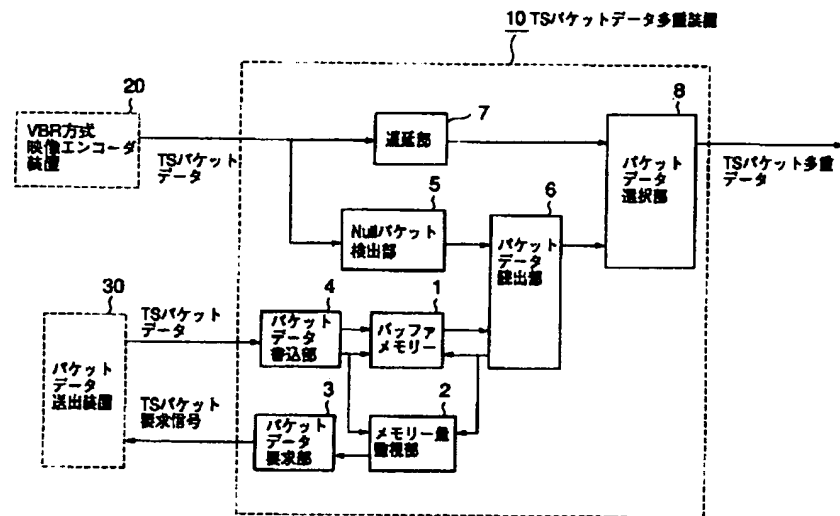 10 TSパケットデータ多重装置
20
VBR方式
映像エンコーダ
装置
TSパケット
データ
7
遅延部
8
パケット
データ
選択部
TSパケット多重
データ
5
Nullパケット
検出部
6
パケット
データ
読出部
30
パケット
データ
送出装置
TSパケット
データ
4
パケット
データ
書込部
1
バッファ
メモリー
TSパケット
要求信号
3
パケット
データ
要求部
2
メモリー量
監視部